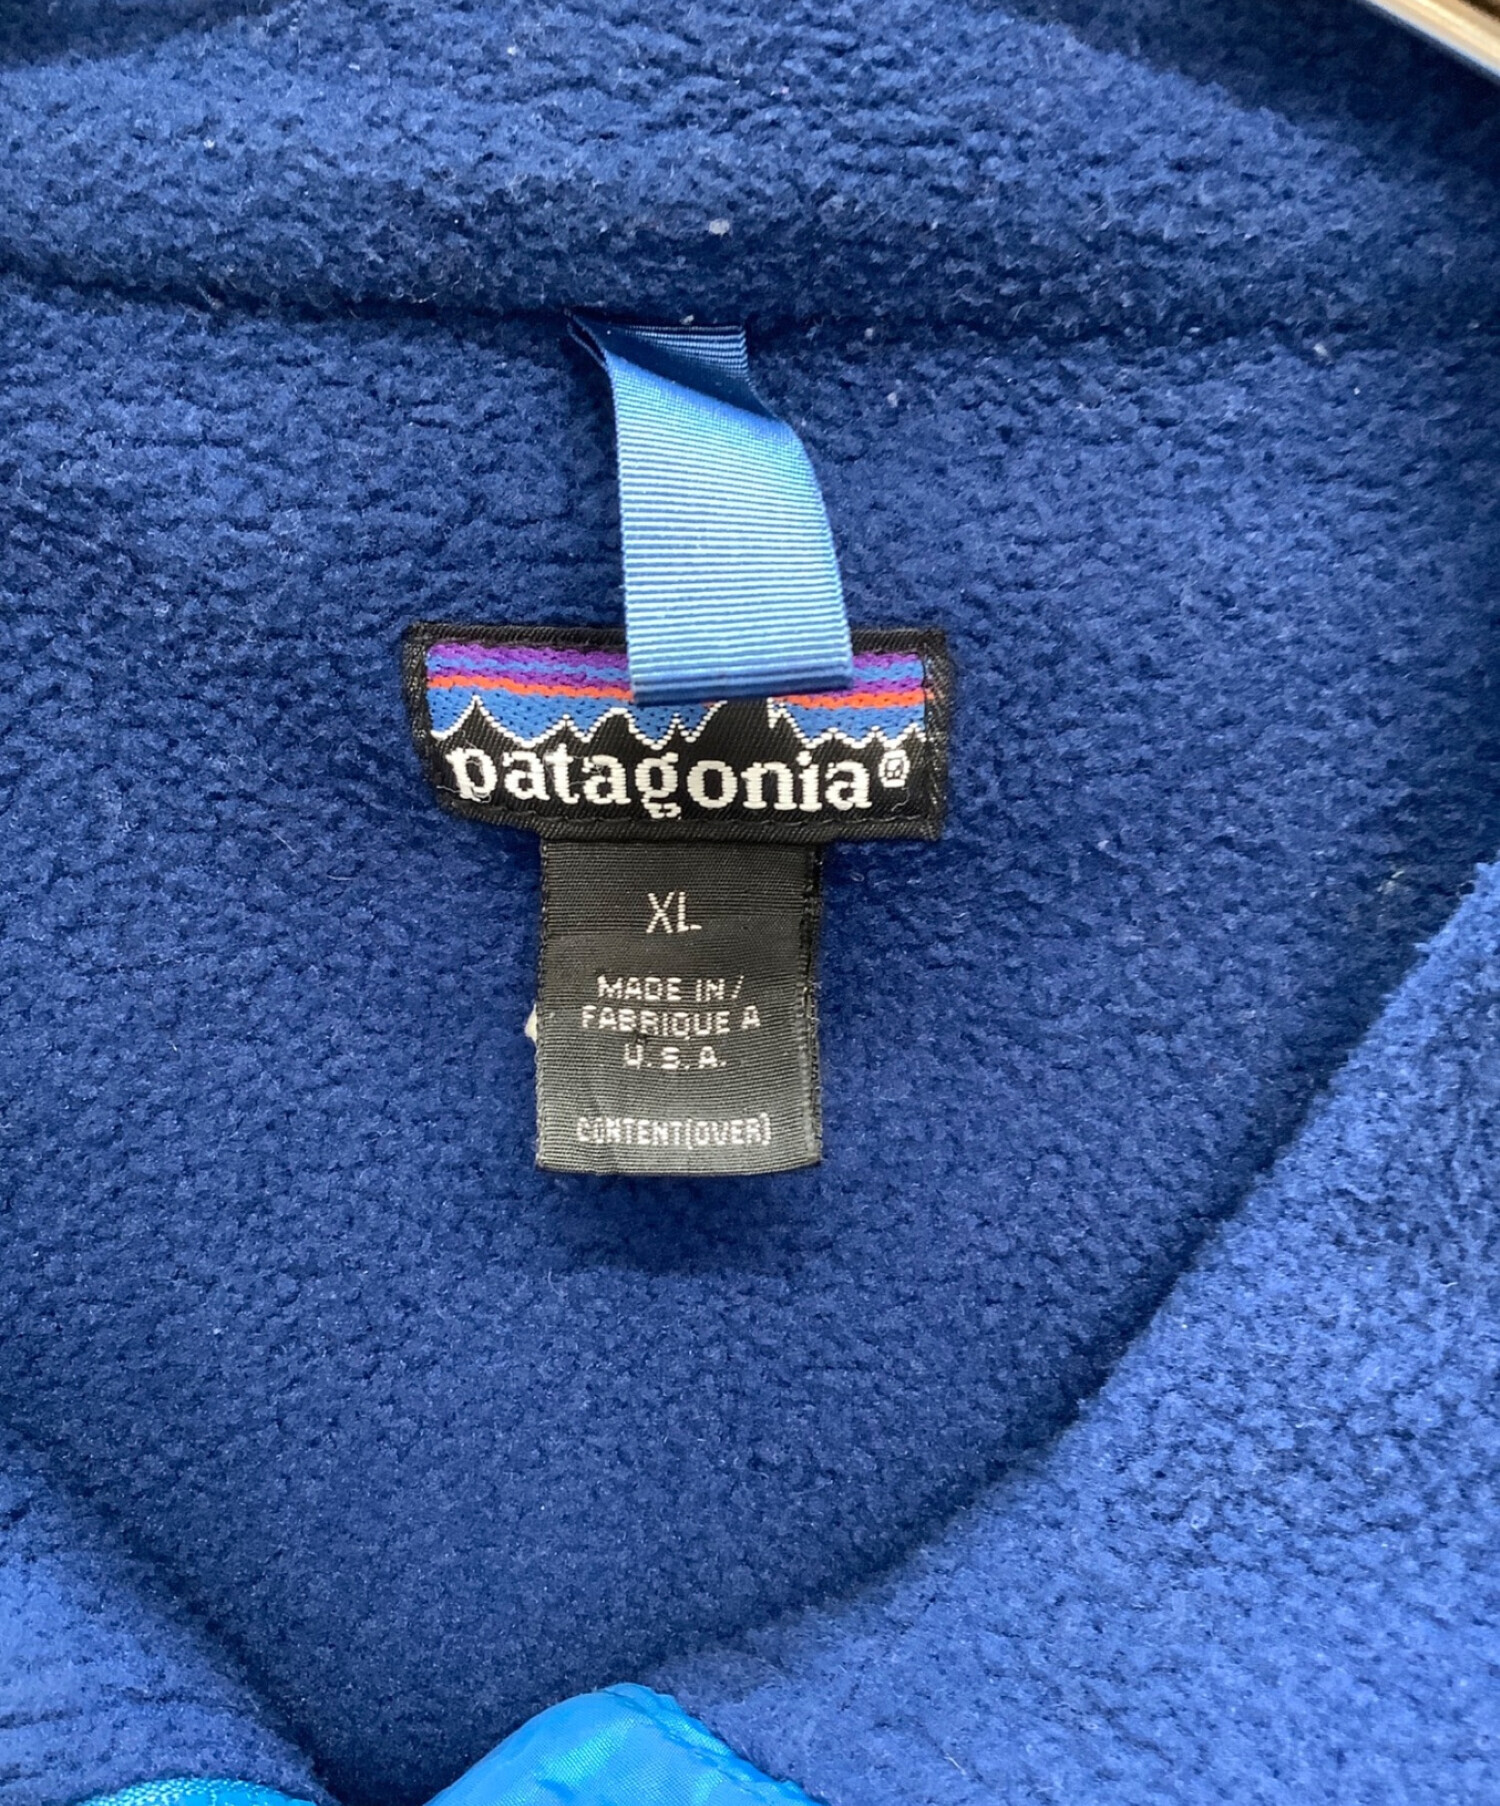 patagonia®
XL
MADE IN /
FABRIQUE A
U.S.A.
CONTENT(OVER)